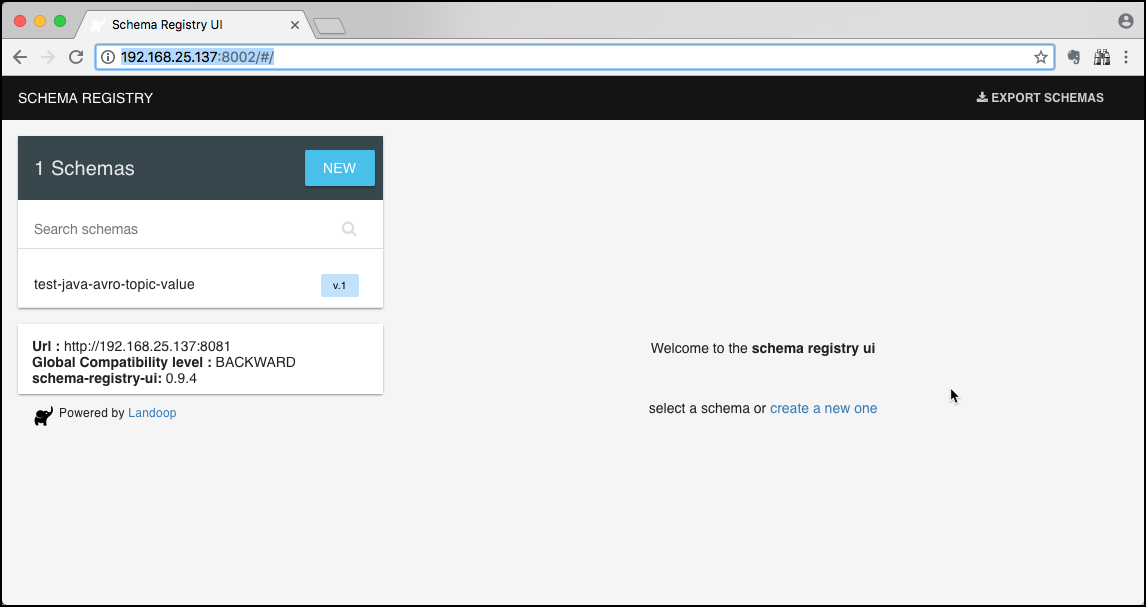 Schema Registry UI
192.168.25.137:8002/#/
SCHEMA REGISTRY
EXPORT SCHEMAS
1 Schemas
NEW
Search schemas
test-java-avro-topic-value
v.1
Url : http://192.168.25.137:8081
Global Compatibility level : BACKWARD
schema-registry-ui: 0.9.4
Powered by Landoop
Welcome to the schema registry ui
select a schema or create a new one